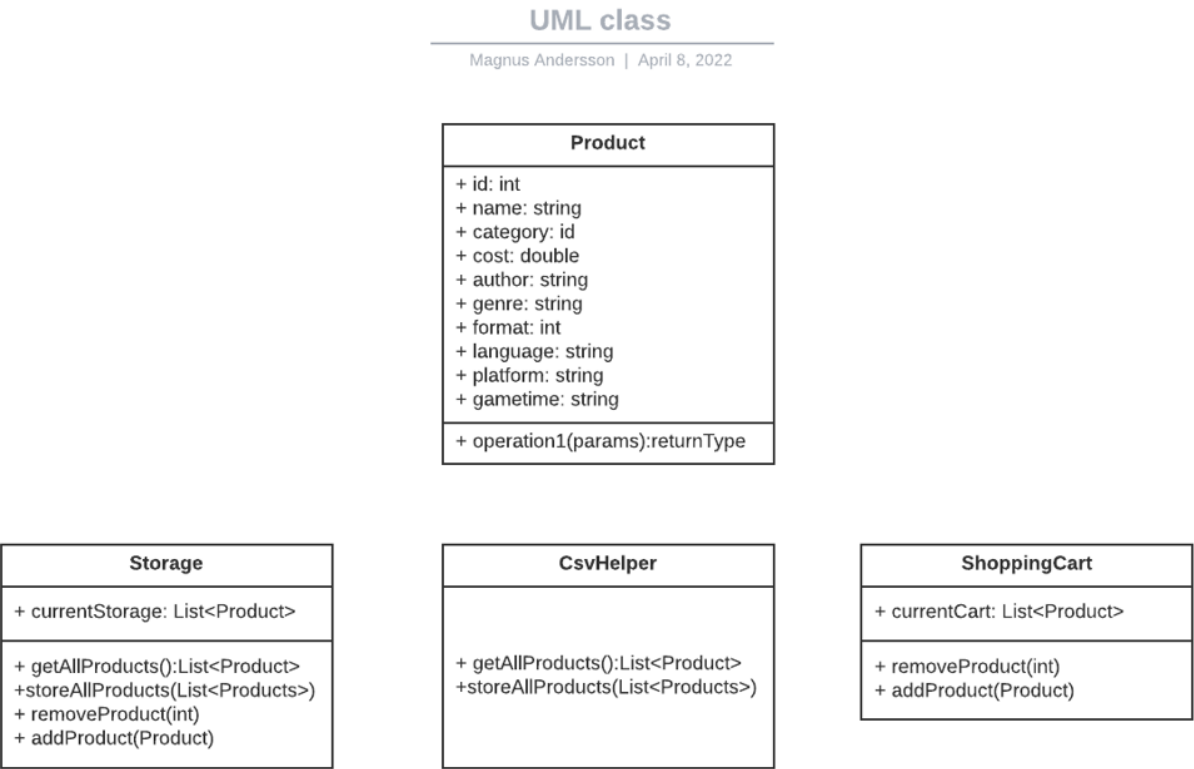 UML class
Magnus Andersson | April 8, 2022
Product
+ id: int
+ name: string
+ category: id
+ cost: double
+ author: string
+ genre: string
+ format: int
+ language: string
+ platform: string
+ gametime: string
+ operation1(params):returnType
Storage
+ currentStorage: List<Product>
+ getAllProducts():List<Product>
+storeAllProducts(List<Products>)
+ removeProduct(int)
+ addProduct(Product)
CsvHelper
+ getAllProducts():List<Product>
+storeAllProducts(List<Products>)
ShoppingCart
+ currentCart: List<Product>
+ removeProduct(int)
+ addProduct(Product)